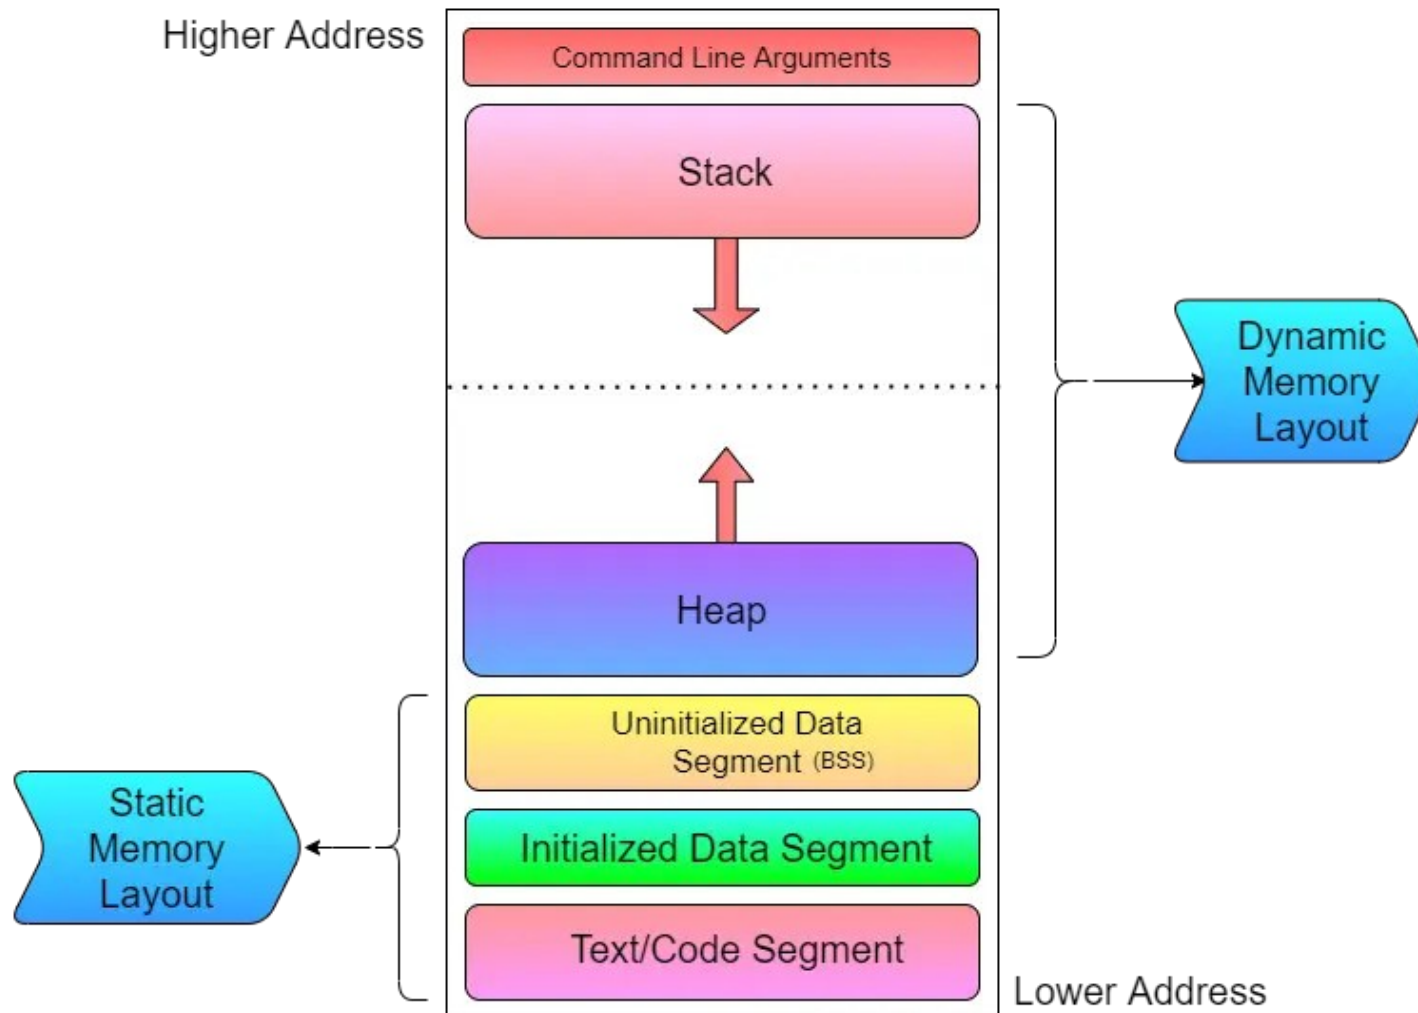 Higher Address
Command Line Arguments
Stack
Dynamic
Memory
Layout
Heap
Uninitialized Data
Segment (BSS)
Static
Memory
Layout
Initialized Data Segment
Text/Code Segment
Lower Address